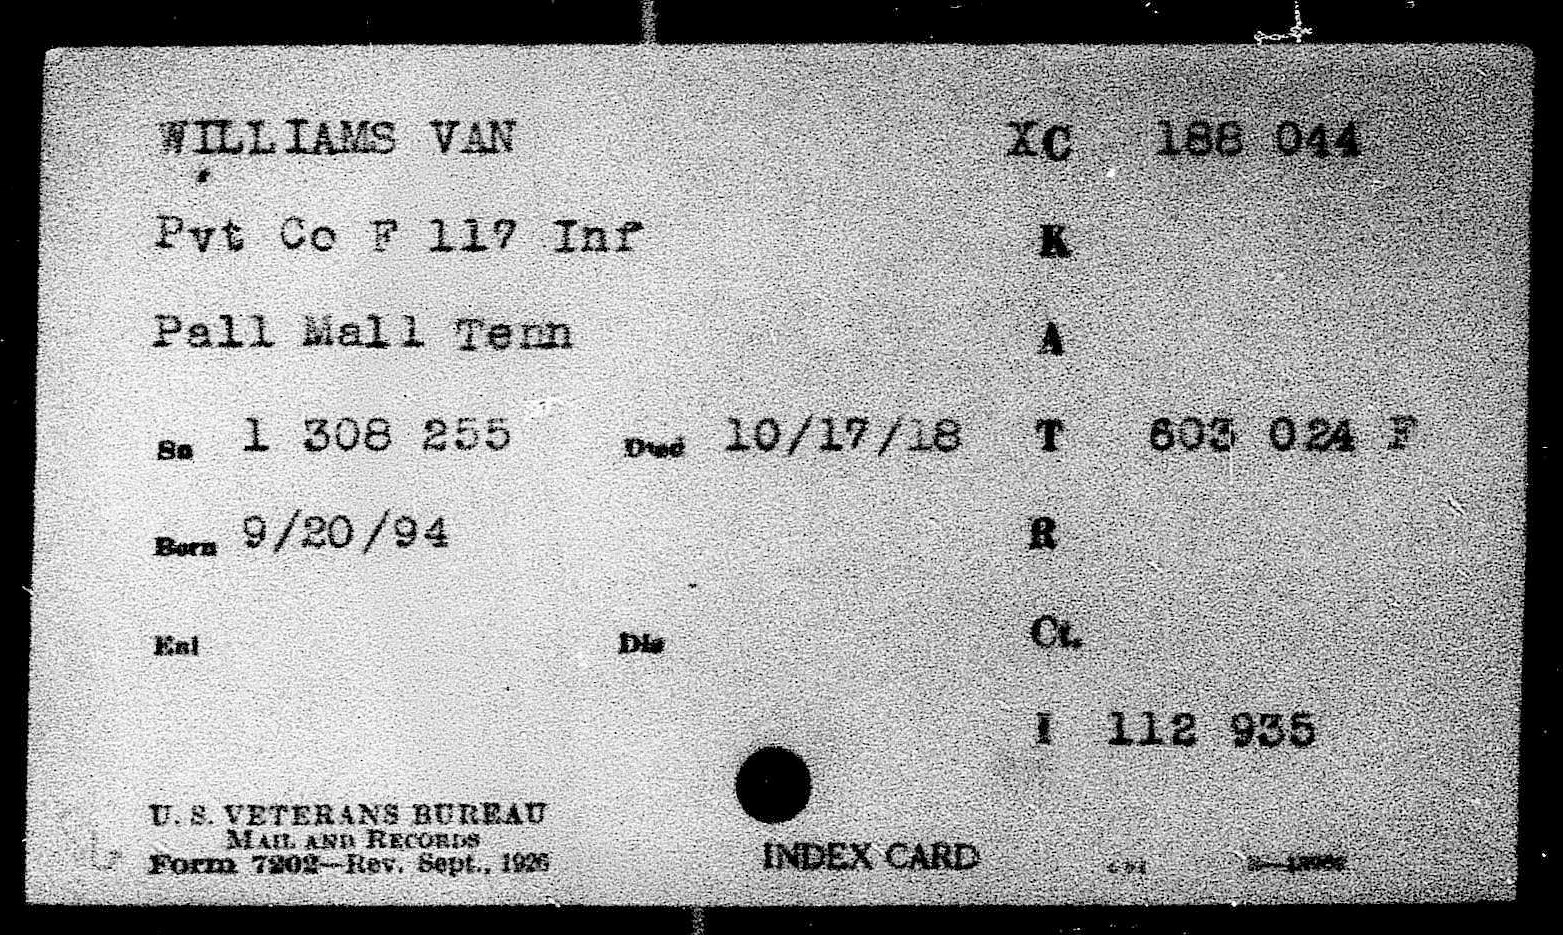 WILLIAMS VAN XC 188 044
Pvt Co F 117 Inf K
Pall Mall Tenn A
Sn 1 308 255 Died 10/17/18 T 603 024 F
Born 9/20/94 R
Enl Dis Ct.
I 112 935
U. S. VETERANS BUREAU
MAIL AND RECORDS
Form 7202—Rev. Sept., 1926
INDEX CARD